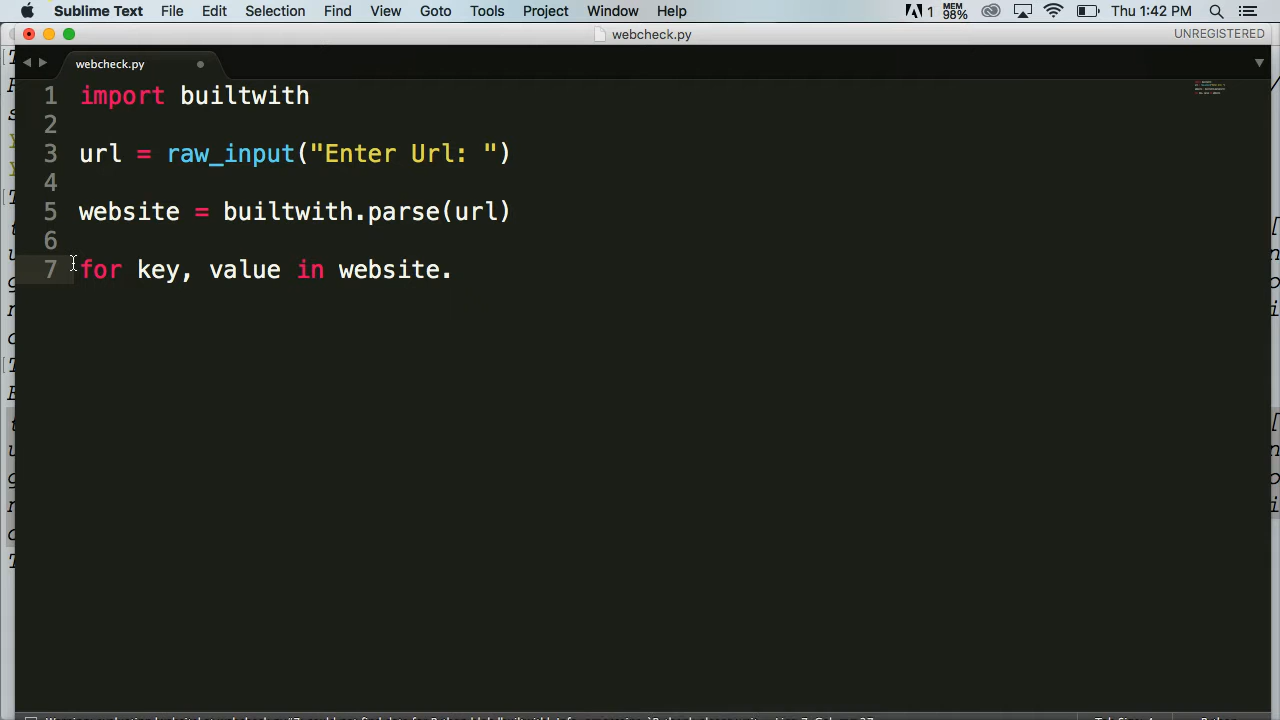 Sublime Text File Edit Selection Find View Goto Tools Project Window Help 1 MEM 98% Thu 1:42 PM
webcheck.py UNREGISTERED
webcheck.py
1 import builtwith
2
3 url = raw_input("Enter Url: ")
4
5 website = builtwith.parse(url)
6
7 for key, value in website.